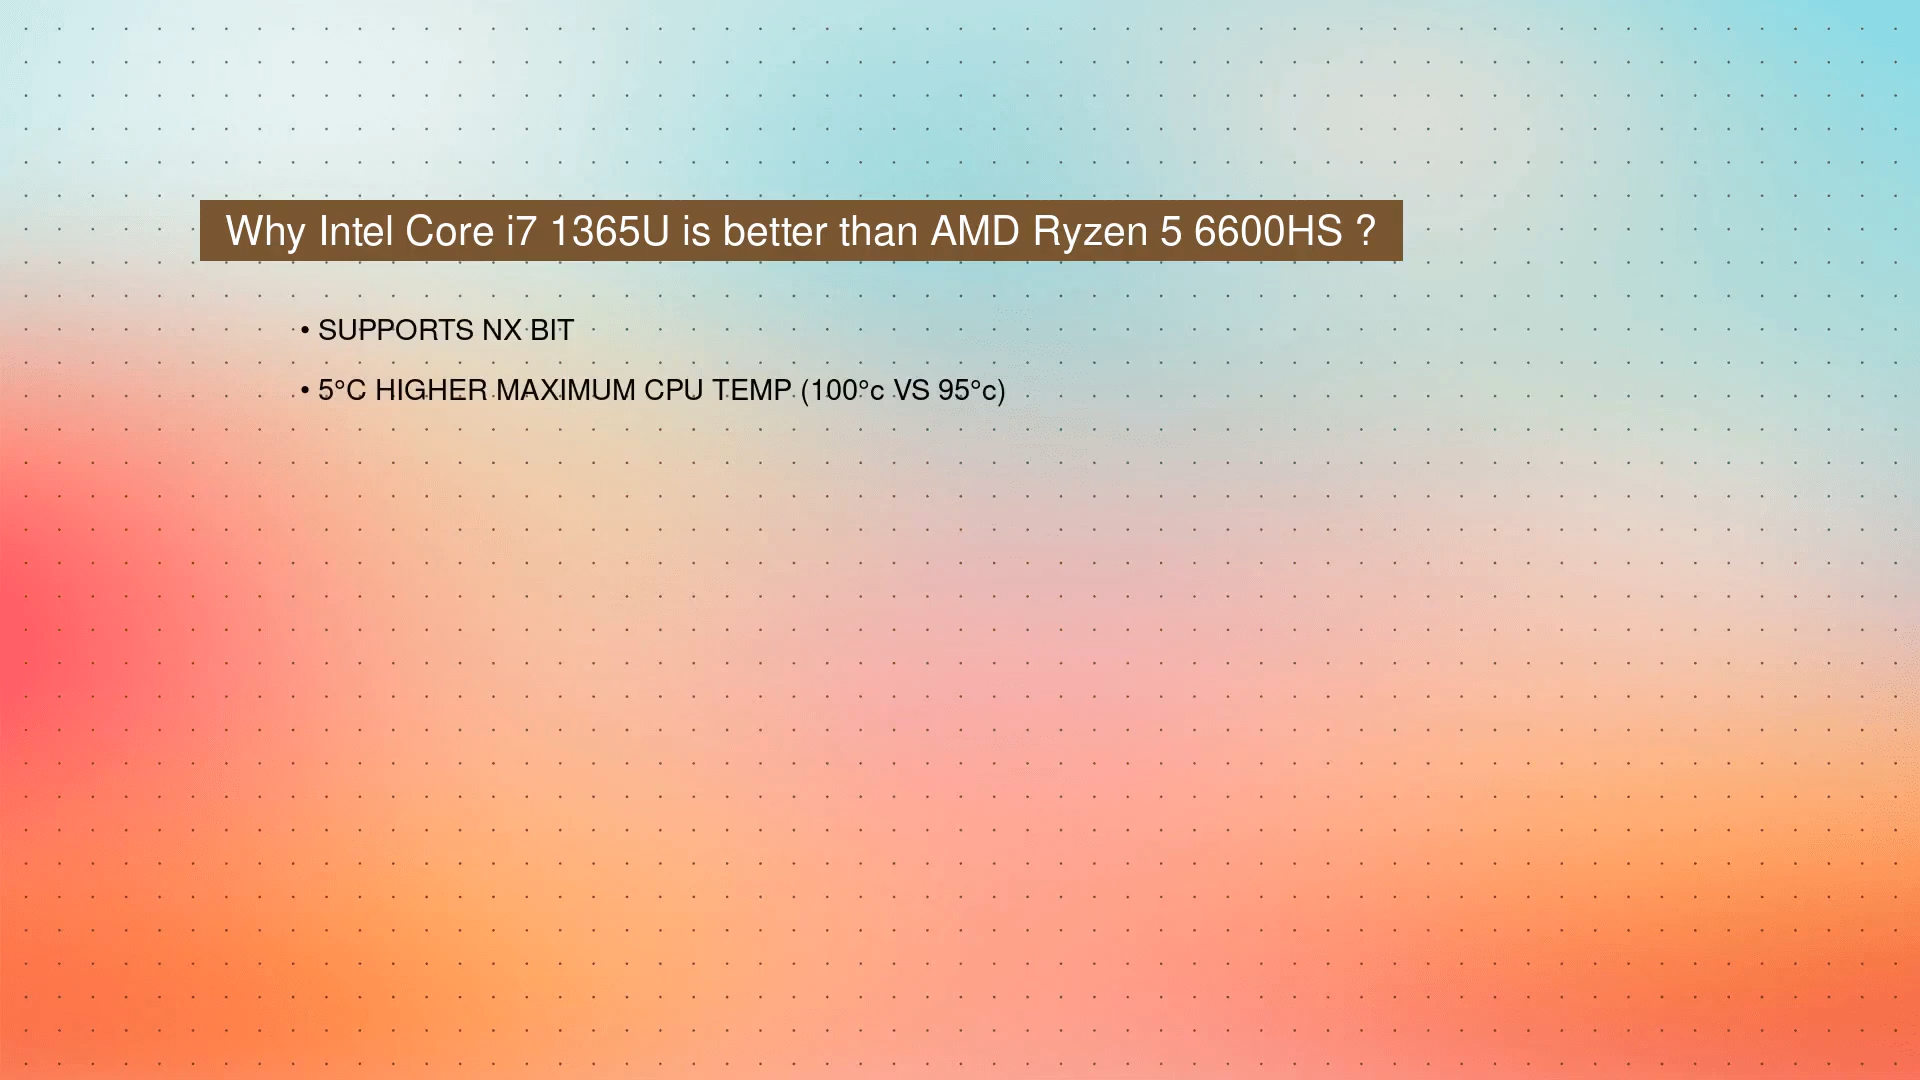 Why Intel Core i7 1365U is better than AMD Ryzen 5 6600HS ?
• SUPPORTS NX BIT
• 5°C HIGHER MAXIMUM CPU TEMP (100°c VS 95°c)